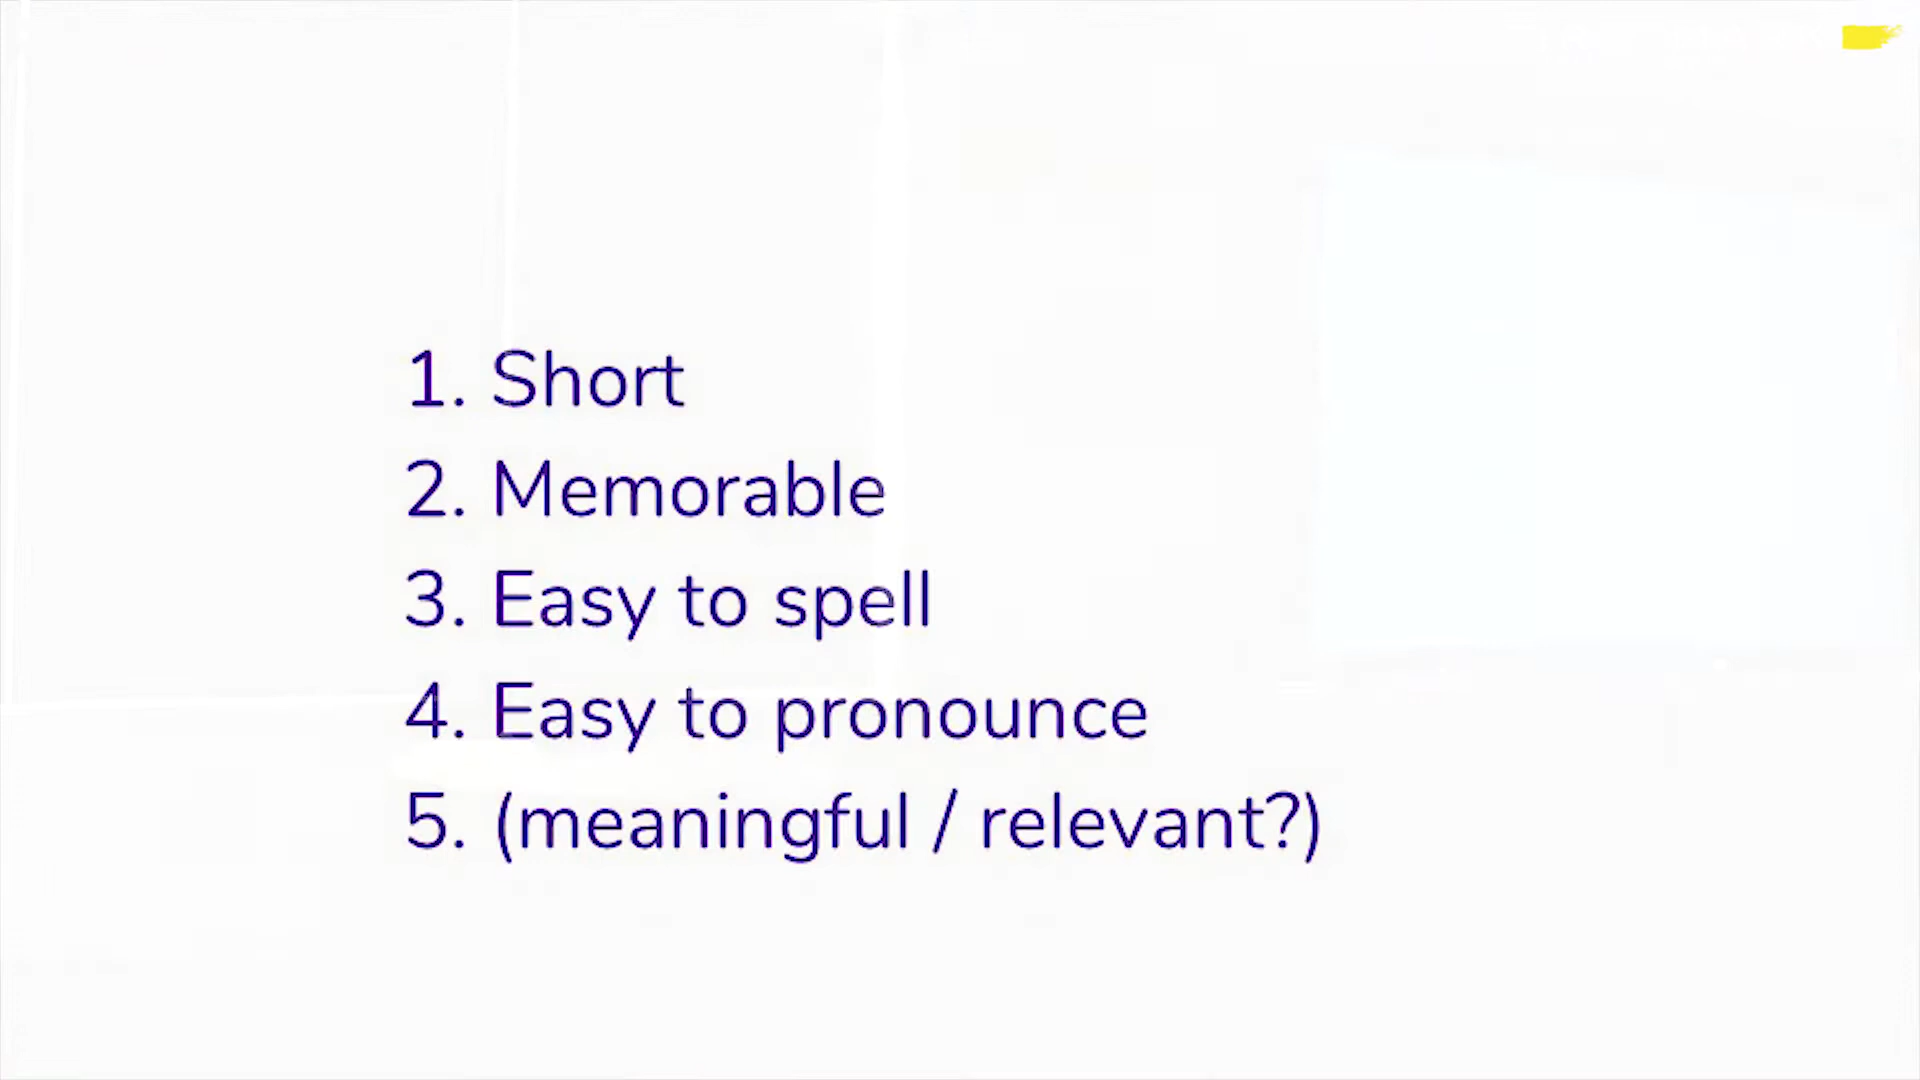 1. Short
2. Memorable
3. Easy to spell
4. Easy to pronounce
5. (meaningful / relevant?)